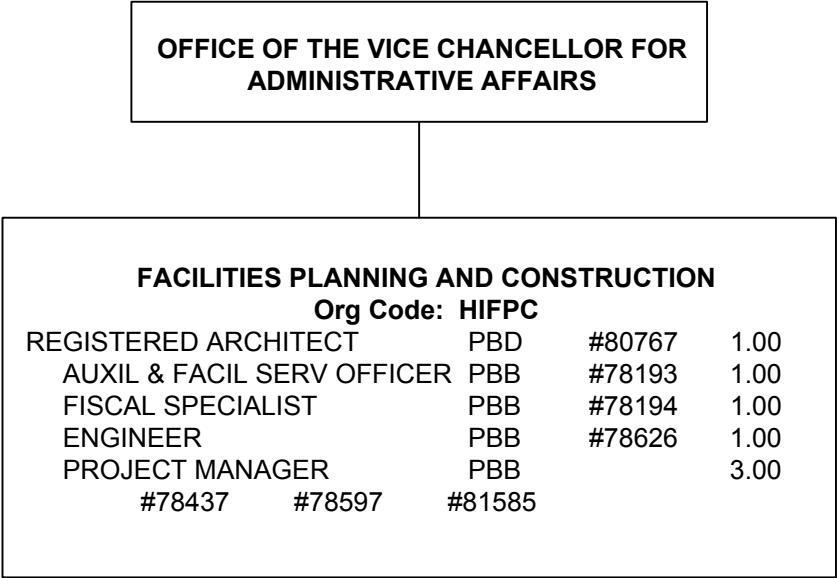 OFFICE OF THE VICE CHANCELLOR FOR
ADMINISTRATIVE AFFAIRS
FACILITIES PLANNING AND CONSTRUCTION
Org Code: HIFPC
REGISTERED ARCHITECT PBD #80767 1.00
AUXIL & FACIL SERV OFFICER PBB #78193 1.00
FISCAL SPECIALIST PBB #78194 1.00
ENGINEER PBB #78626 1.00
PROJECT MANAGER PBB 3.00
#78437 #78597 #81585